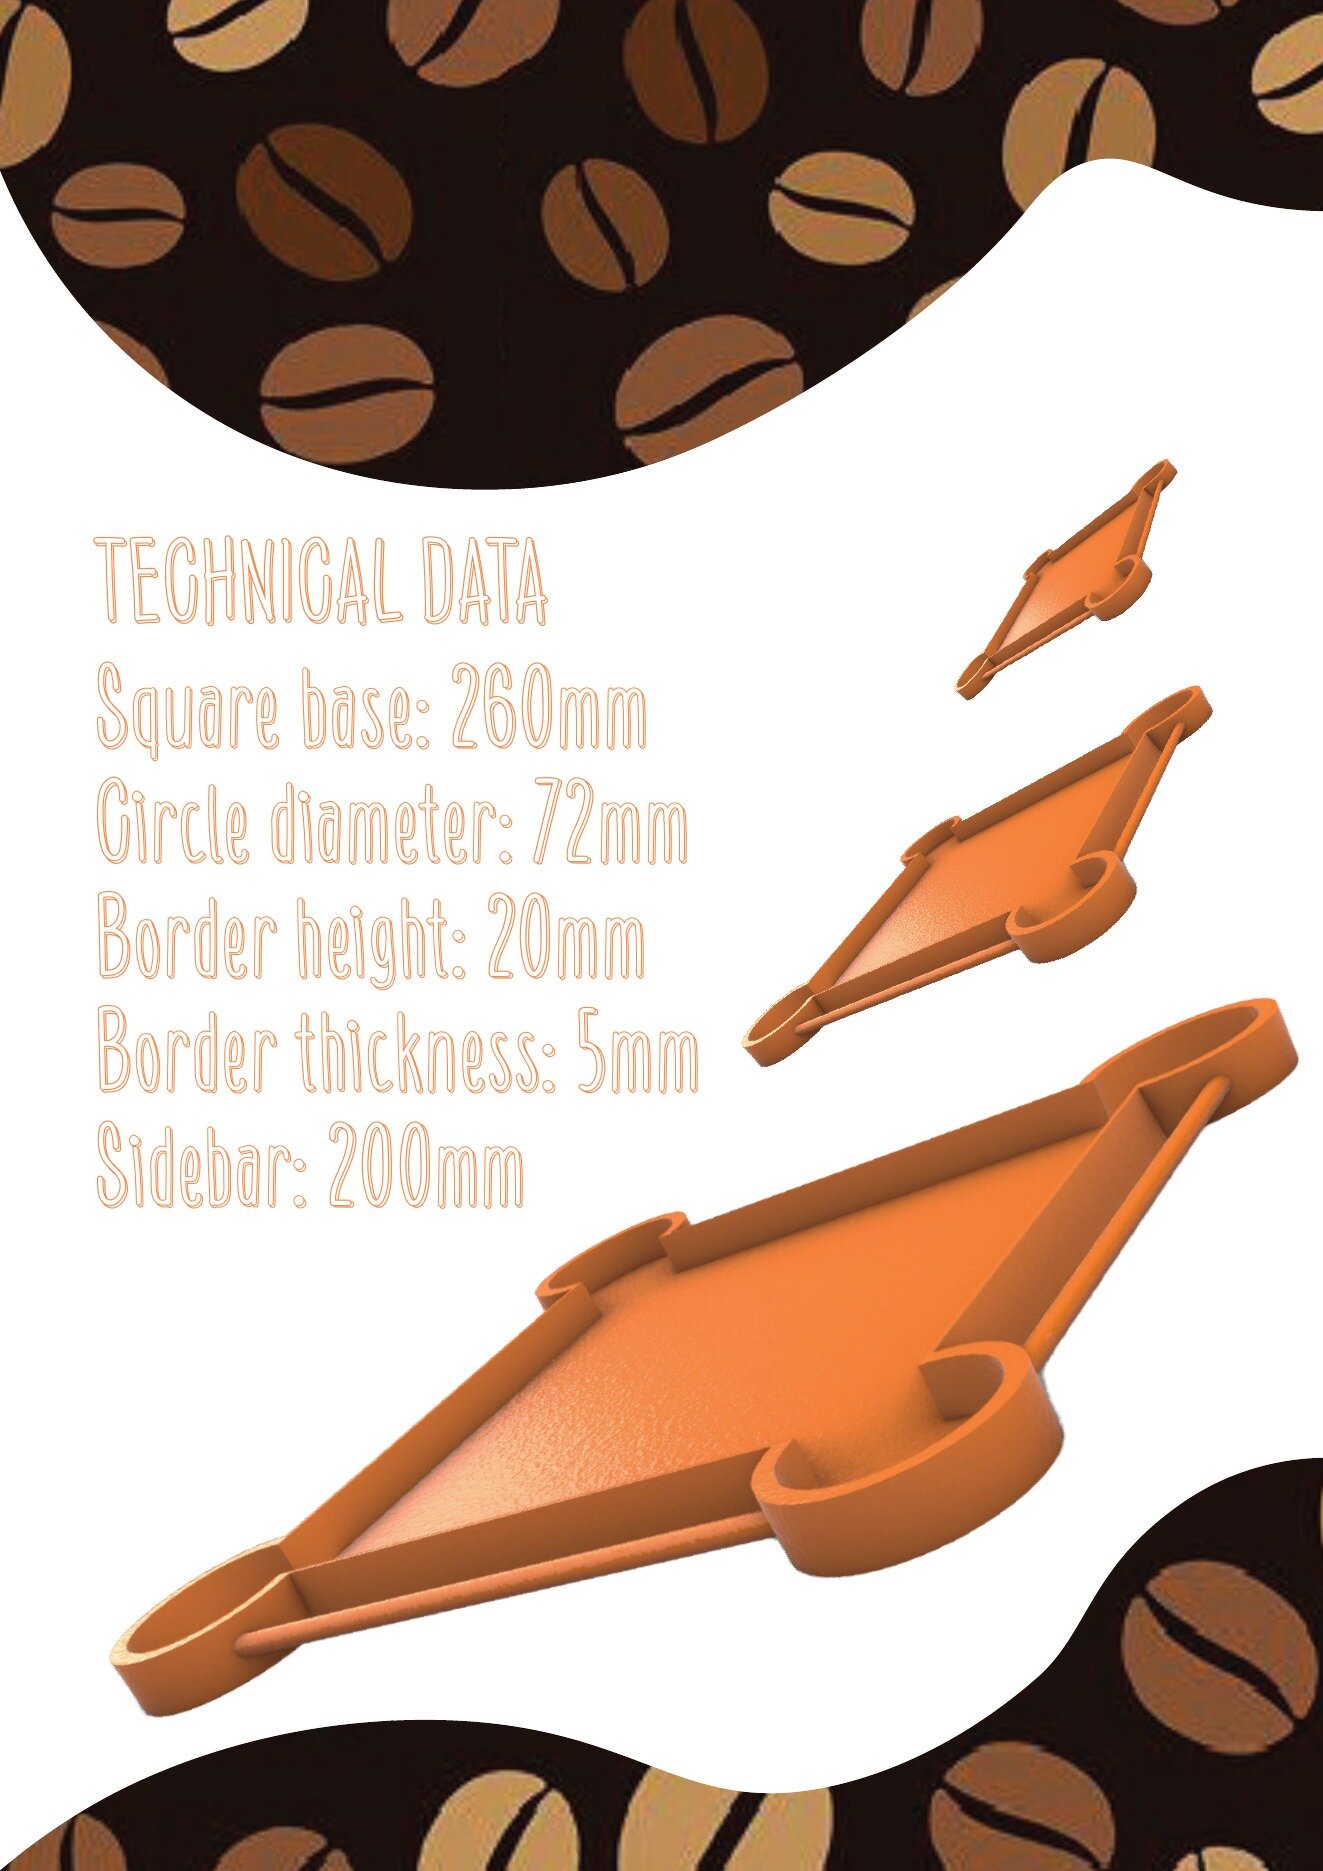 TECHNICAL DATA
Square base: 260mm
Circle diameter: 72mm
Border height: 20mm
Border thickness: 5mm
Sidebar: 200mm